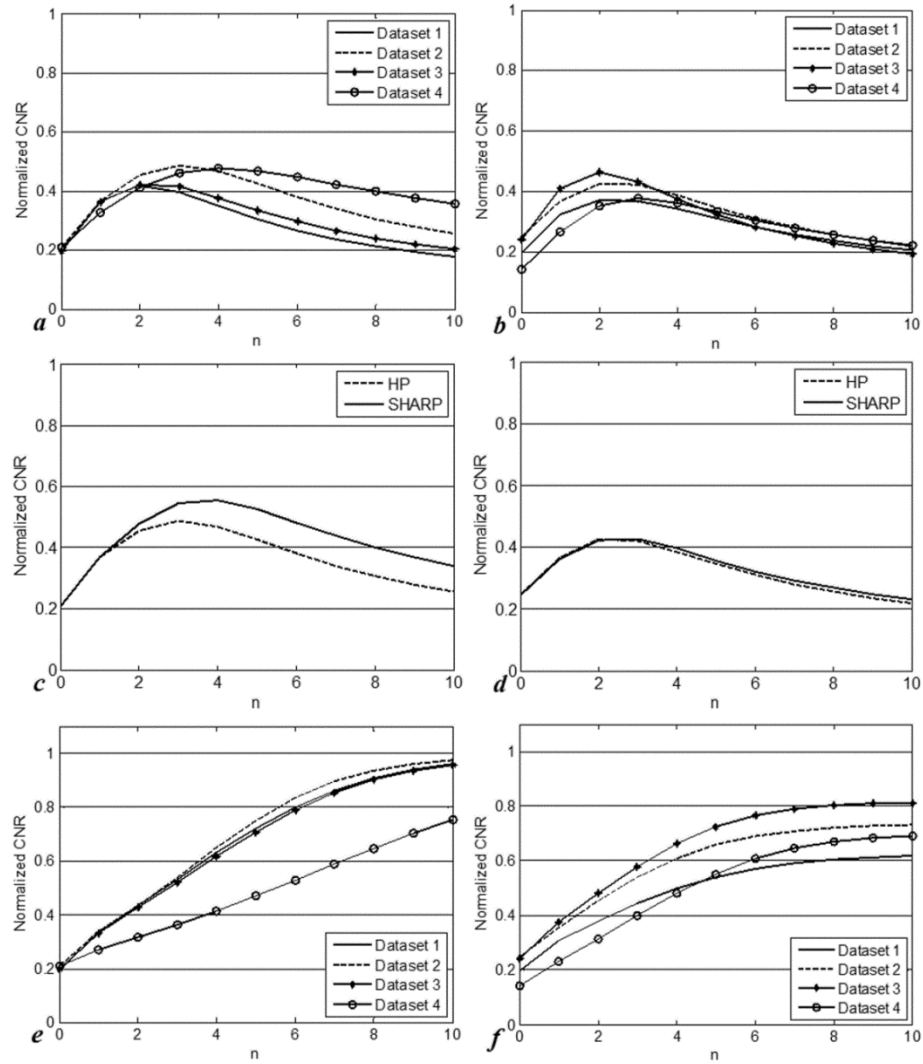 1
0.8
0.6
0.4
0.2
0
Normalized CNR
Dataset 1
Dataset 2
Dataset 3
Dataset 4
0 2 4 6 8 10
n
a
1
0.8
0.6
0.4
0.2
0
Normalized CNR
Dataset 1
Dataset 2
Dataset 3
Dataset 4
0 2 4 6 8 10
n
b
1
0.8
0.6
0.4
0.2
0
Normalized CNR
HP
SHARP
0 2 4 6 8 10
n
c
1
0.8
0.6
0.4
0.2
0
Normalized CNR
HP
SHARP
0 2 4 6 8 10
n
d
1
0.8
0.6
0.4
0.2
0
Normalized CNR
Dataset 1
Dataset 2
Dataset 3
Dataset 4
0 2 4 6 8 10
n
e
1
0.8
0.6
0.4
0.2
0
Normalized CNR
Dataset 1
Dataset 2
Dataset 3
Dataset 4
0 2 4 6 8 10
n
f